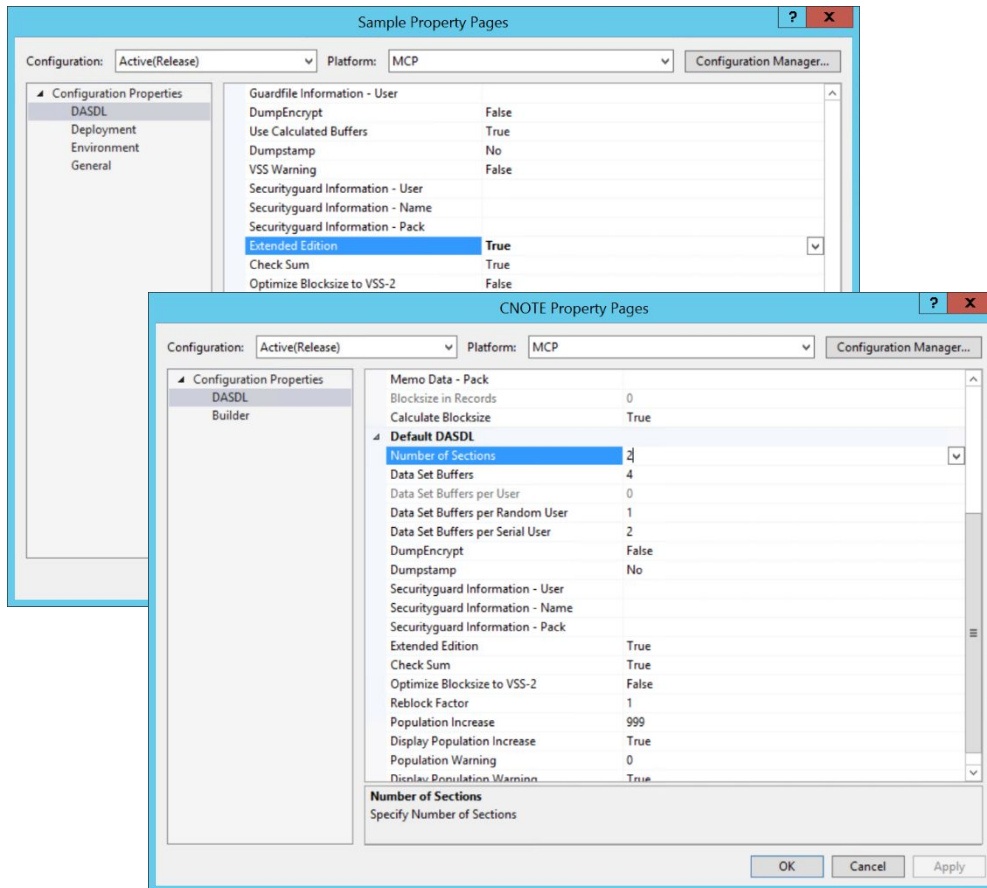 Sample Property Pages
? x
Configuration: Active(Release) Platform: MCP Configuration Manager...
Configuration Properties
DASDL
Deployment
Environment
General
Guardfile Information - User
DumpEncrypt False
Use Calculated Buffers True
Dumpstamp No
VSS Warning False
Securityguard Information - User
Securityguard Information - Name
Securityguard Information - Pack
Extended Edition True
Check Sum True
Optimize Blocksize to VSS-2 False
CNOTE Property Pages
? x
Configuration: Active(Release) Platform: MCP Configuration Manager...
Configuration Properties
DASDL
Builder
Memo Data - Pack
Blocksize in Records 0
Calculate Blocksize True
Default DASDL
Number of Sections 2
Data Set Buffers 4
Data Set Buffers per User 0
Data Set Buffers per Random User 1
Data Set Buffers per Serial User 2
DumpEncrypt False
Dumpstamp No
Securityguard Information - User
Securityguard Information - Name
Securityguard Information - Pack
Extended Edition True
Check Sum True
Optimize Blocksize to VSS-2 False
Reblock Factor 1
Population Increase 999
Display Population Increase True
Population Warning 0
Display Population Warning True
Number of Sections
Specify Number of Sections
OK Cancel Apply